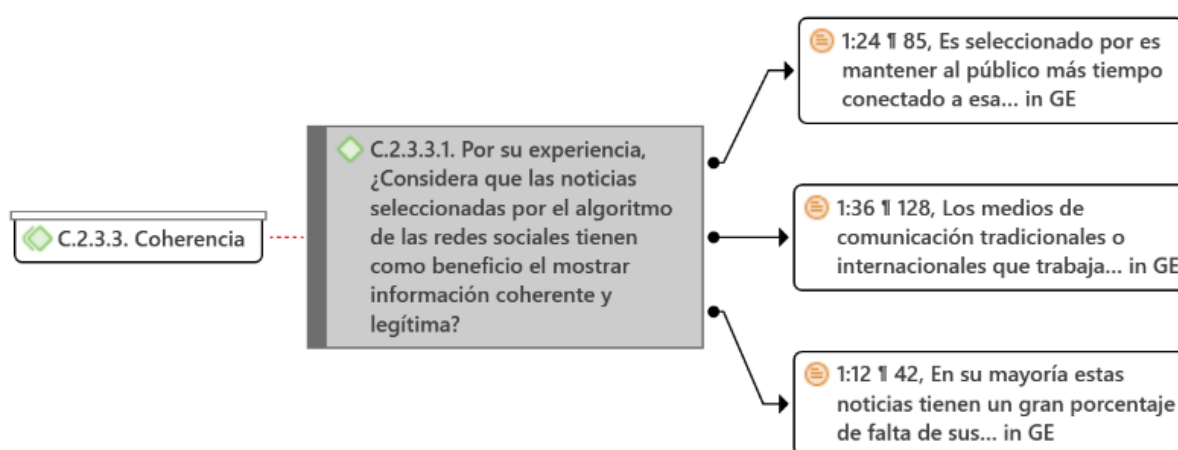 C.2.3.3. Coherencia
C.2.3.3.1. Por su experiencia,
¿Considera que las noticias
seleccionadas por el algoritmo
de las redes sociales tienen
como beneficio el mostrar
información coherente y
legítima?
1:24 ¶ 85, Es seleccionado por es
mantener al público más tiempo
conectado a esa... in GE
1:36 ¶ 128, Los medios de
comunicación tradicionales o
internacionales que trabaja... in GE
1:12 ¶ 42, En su mayoría estas
noticias tienen un gran porcentaje
de falta de sus... in GE